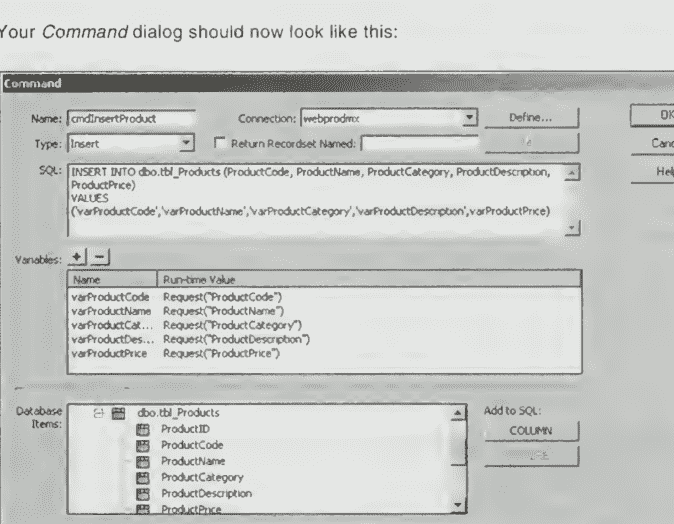 Your Command dialog should now look like this:
Command
Name: cmdInsertProduct Connection: webprodmx Define... OK
Type: Insert Return Recordset Named: Canc
SQL: INSERT INTO dbo.tbl_Products (ProductCode, ProductName, ProductCategory, ProductDescription, Help
ProductPrice)
VALUES
('varProductCode','varProductName','varProductCategory','varProductDescription',varProductPrice)
Variables: + −
Name Run-time Value
varProductCode Request("ProductCode")
varProductName Request("ProductName")
varProductCat... Request("ProductCategory")
varProductDes... Request("ProductDescription")
varProductPrice Request("ProductPrice")
Database Items: dbo.tbl_Products Add to SQL:
ProductID COLUMN
ProductCode
ProductName
ProductCategory
ProductDescription
ProductPrice